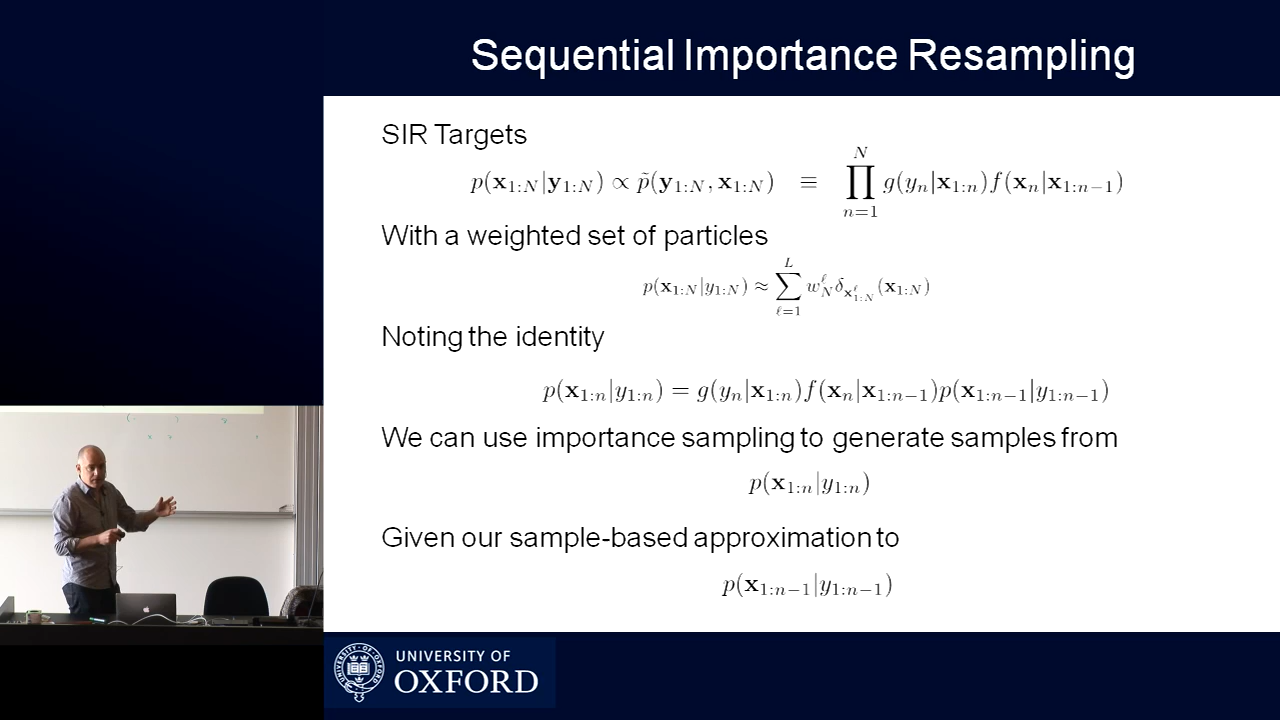 Sequential Importance Resampling
SIR Targets
p(x_{1:N}|y_{1:N}) ∝ p̃(y_{1:N}, x_{1:N}) ≡ ∏_{n=1}^{N} g(y_n|x_{1:n}) f(x_n|x_{1:n−1})
With a weighted set of particles
p(x_{1:N}|y_{1:N}) ≈ ∑_{ℓ=1}^{L} w_N^ℓ δ_{x_{1:N}^ℓ}(x_{1:N})
Noting the identity
p(x_{1:n}|y_{1:n}) = g(y_n|x_{1:n}) f(x_n|x_{1:n−1}) p(x_{1:n−1}|y_{1:n−1})
We can use importance sampling to generate samples from
p(x_{1:n}|y_{1:n})
Given our sample-based approximation to
p(x_{1:n−1}|y_{1:n−1})
UNIVERSITY OF
OXFORD